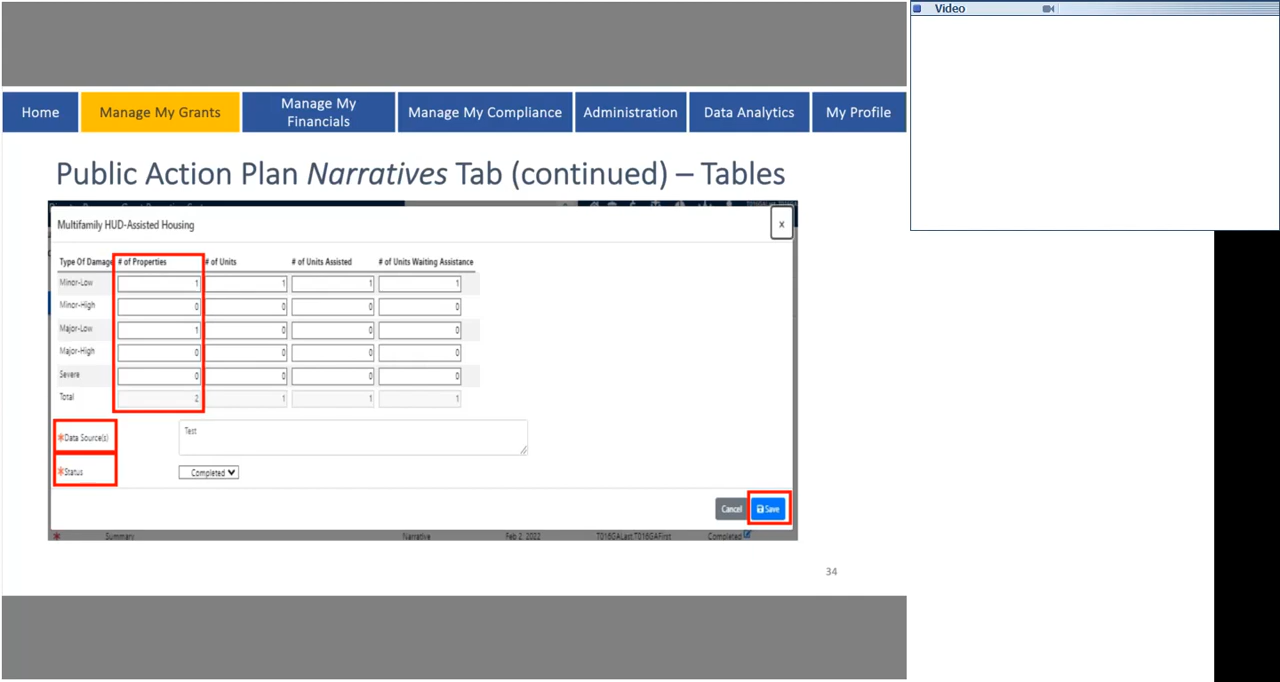 Video
Home
Manage My Grants
Manage My
Financials
Manage My Compliance
Administration
Data Analytics
My Profile
Public Action Plan Narratives Tab (continued) – Tables
Multifamily HUD-Assisted Housing
x
Type Of Damage # of Properties # of Units # of Units Assisted # of Units Waiting Assistance
Minor-Low 1 1 1 1
Minor-High 0 0 0 0
Major-Low 1 0 0 0
Major-High 0 0 0 0
Severe 0 0 0 0
Total 2 1 1 1
*Data Source(s) Test
*Status Completed
Cancel Save
* Summary Narrative Feb 2, 2022 T016GALast.T016GAFirst Completed
34